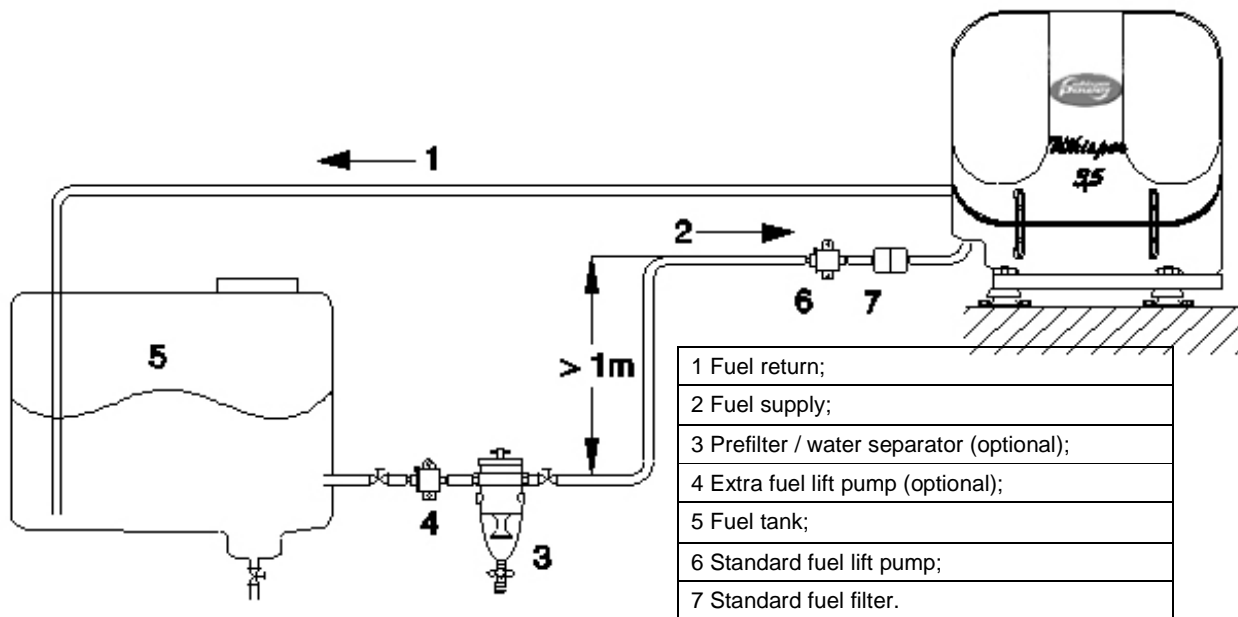 Whisper
1
2
6
7
5
> 1m
4
3
1 Fuel return;
2 Fuel supply;
3 Prefilter / water separator (optional);
4 Extra fuel lift pump (optional);
5 Fuel tank;
6 Standard fuel lift pump;
7 Standard fuel filter.